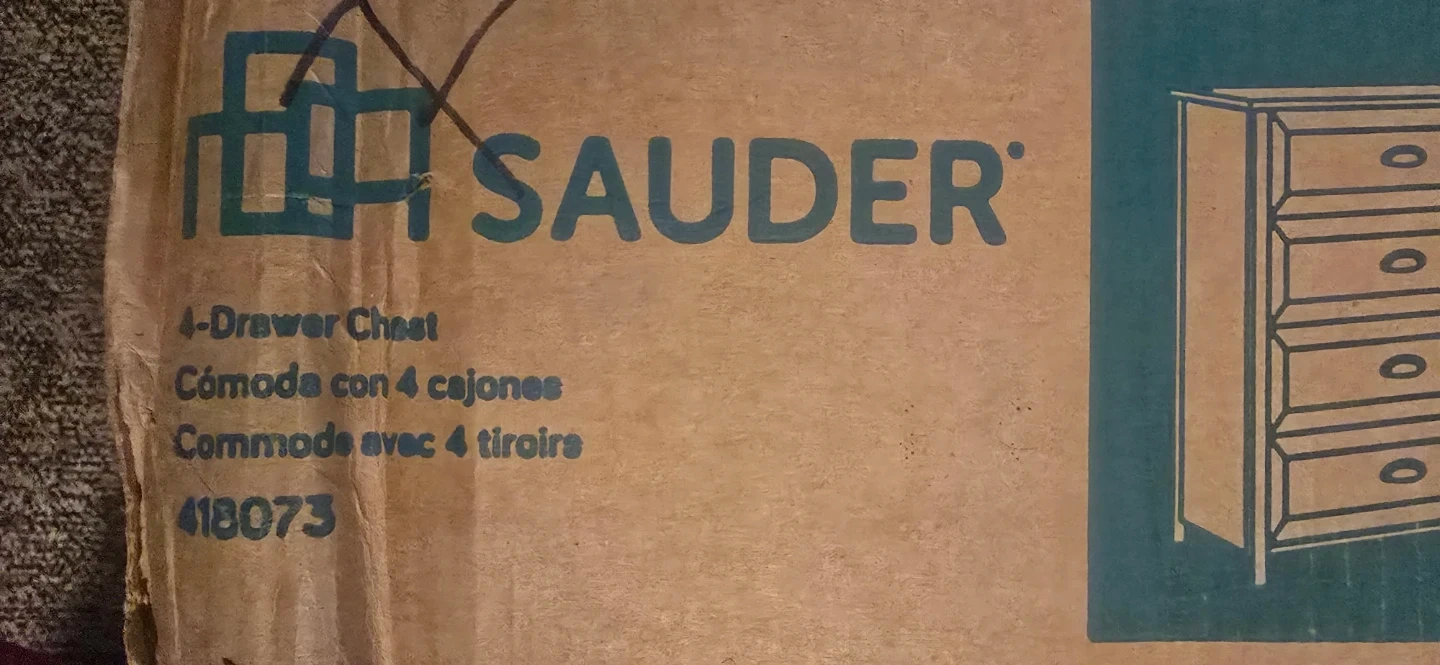 SAUDER
4-Drawer Chest
Cómoda con 4 cajones
Commode avec 4 tiroirs
418073